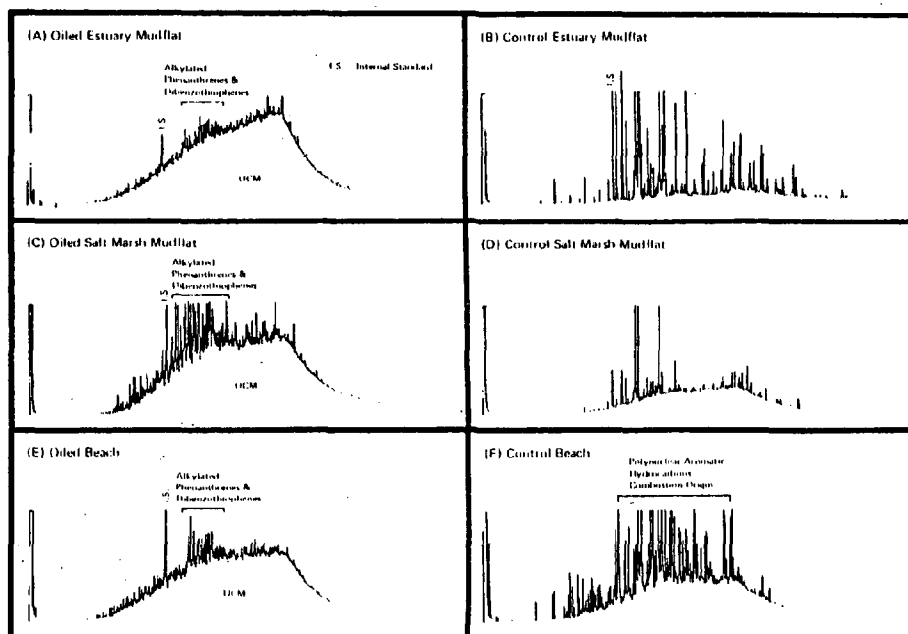 (A) Oiled Estuary Mudflat
Alkylated
Phenanthrenes &
Dibenzothiophenes
I.S. Internal Standard
I.S.
UCM
(B) Control Estuary Mudflat
I.S.
(C) Oiled Salt Marsh Mudflat
Alkylated
Phenanthrenes &
Dibenzothiophenes
I.S.
UCM
(D) Control Salt Marsh Mudflat
(E) Oiled Beach
Alkylated
Phenanthrenes &
Dibenzothiophenes
I.S.
UCM
(F) Control Beach
Polynuclear Aromatic
Hydrocarbons
Combustion Origin